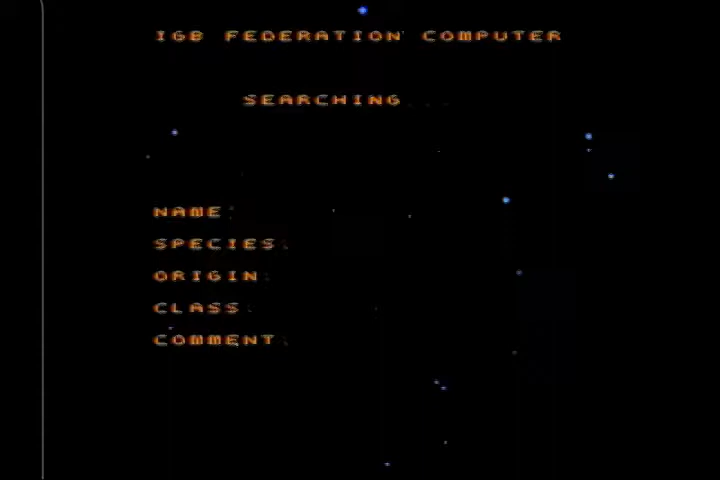 IGB FEDERATION COMPUTER
SEARCHING...
NAME:
SPECIES:
ORIGIN:
CLASS:
COMMENT: